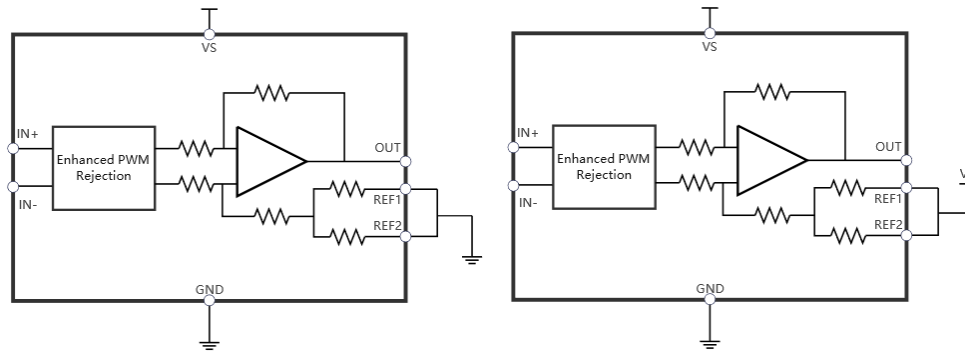 VS
IN+
Enhanced PWM
Rejection
IN-
OUT
REF1
REF2
GND
VS
IN+
Enhanced PWM
Rejection
IN-
OUT
REF1
REF2
GND